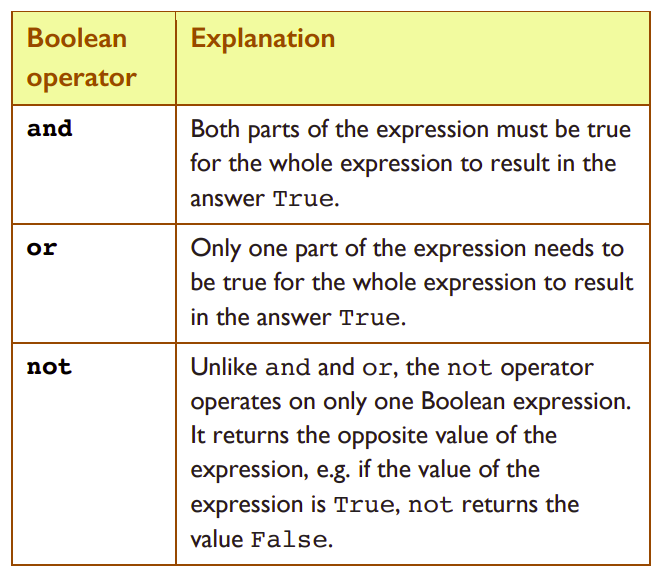 Boolean
operator
Explanation
and
Both parts of the expression must be true
for the whole expression to result in the
answer True.
or
Only one part of the expression needs to
be true for the whole expression to result
in the answer True.
not
Unlike and and or, the not operator
operates on only one Boolean expression.
It returns the opposite value of the
expression, e.g. if the value of the
expression is True, not returns the
value False.